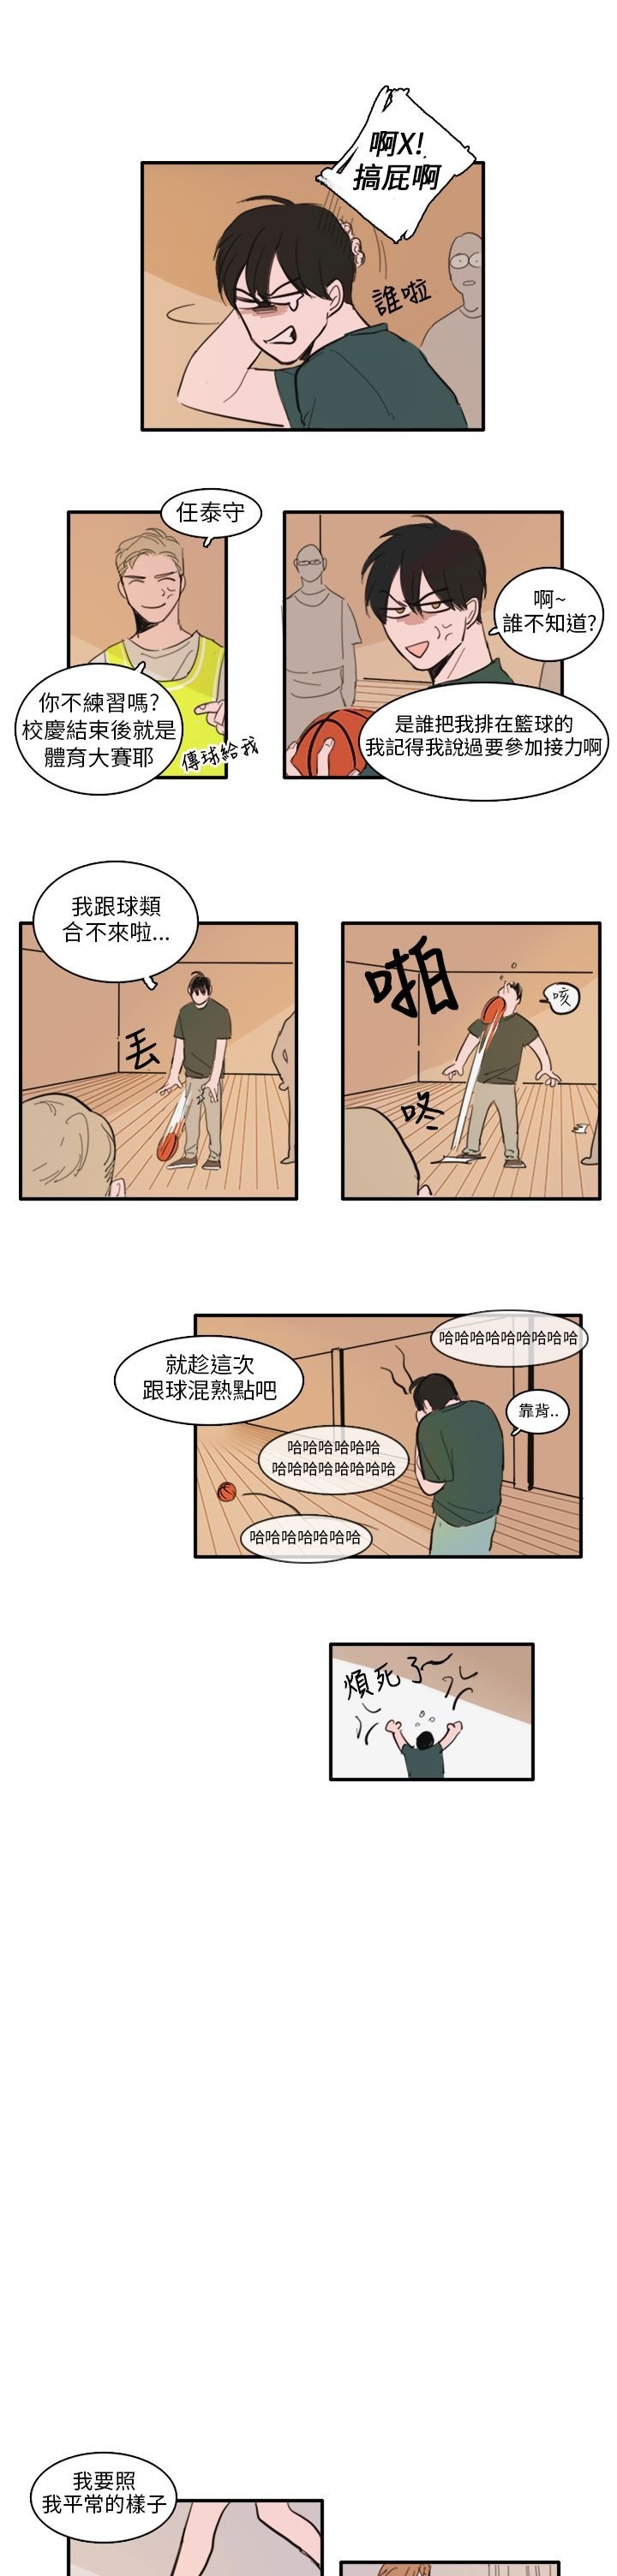 啊X!
搞屁啊
誰啦
任泰守
你不練習嗎?
校慶結束後就是
體育大賽耶
傳球給我
啊~
誰不知道?
是誰把我排在籃球的
我記得我說過要參加接力啊
我跟球類
合不來啦...
丟
啪
咳
咚
哈哈哈哈哈哈哈哈哈
就趁這次
跟球混熟點吧
靠背..
哈哈哈哈哈哈
哈哈哈哈哈哈哈哈
哈哈哈哈哈哈哈
煩死了~
我要照
我平常的樣子